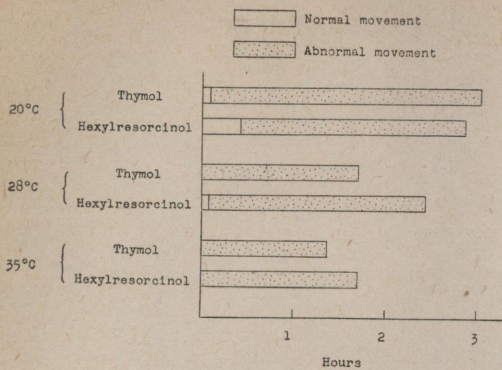 Normal movement
Abnormal movement
20°C
Thymol
Hexylresorcinol
28°C
Thymol
Hexylresorcinol
35°C
Thymol
Hexylresorcinol
1 2 3
Hours